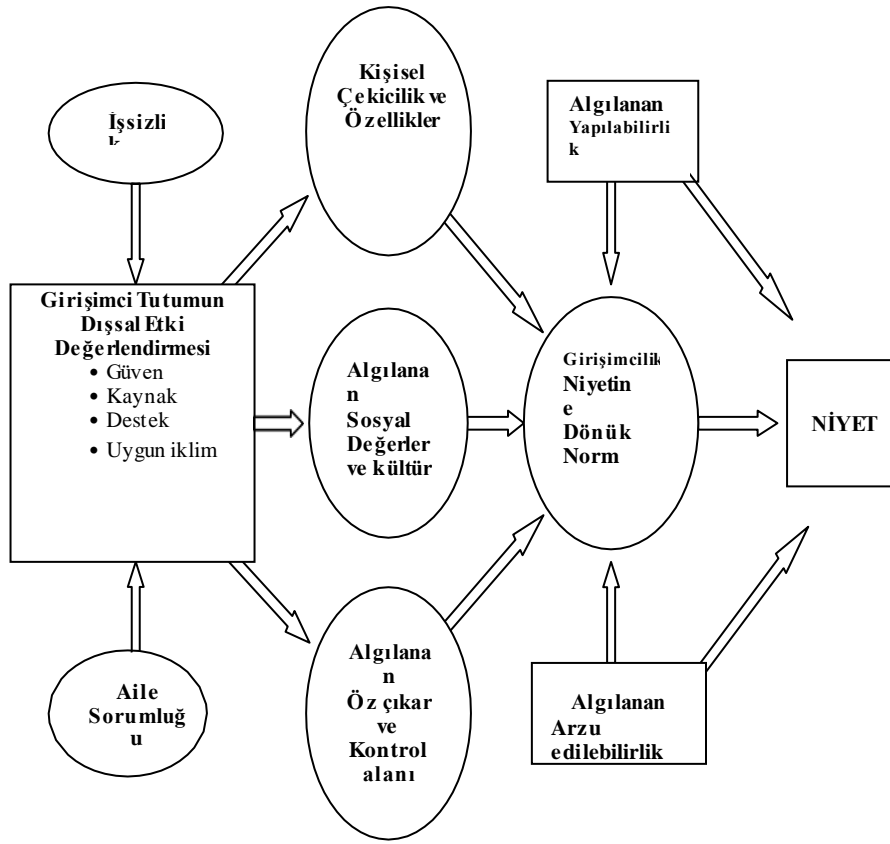 İşsizli
k
Kişisel
Çekicilik ve
Özellikler
Algılanan
Yapılabilirli
k
Girişimci Tutumun
Dışsal Etki
Değerlendirmesi
• Güven
• Kaynak
• Destek
• Uygun iklim
Algılana
n
Sosyal
Değerler
ve kültür
Girişimcilik
Niyetin
e
Dönük
Norm
NİYET
Aile
Sorumluğ
u
Algılana
n
Öz çıkar
ve
Kontrol
alanı
Algılanan
Arzu
edilebilirlik